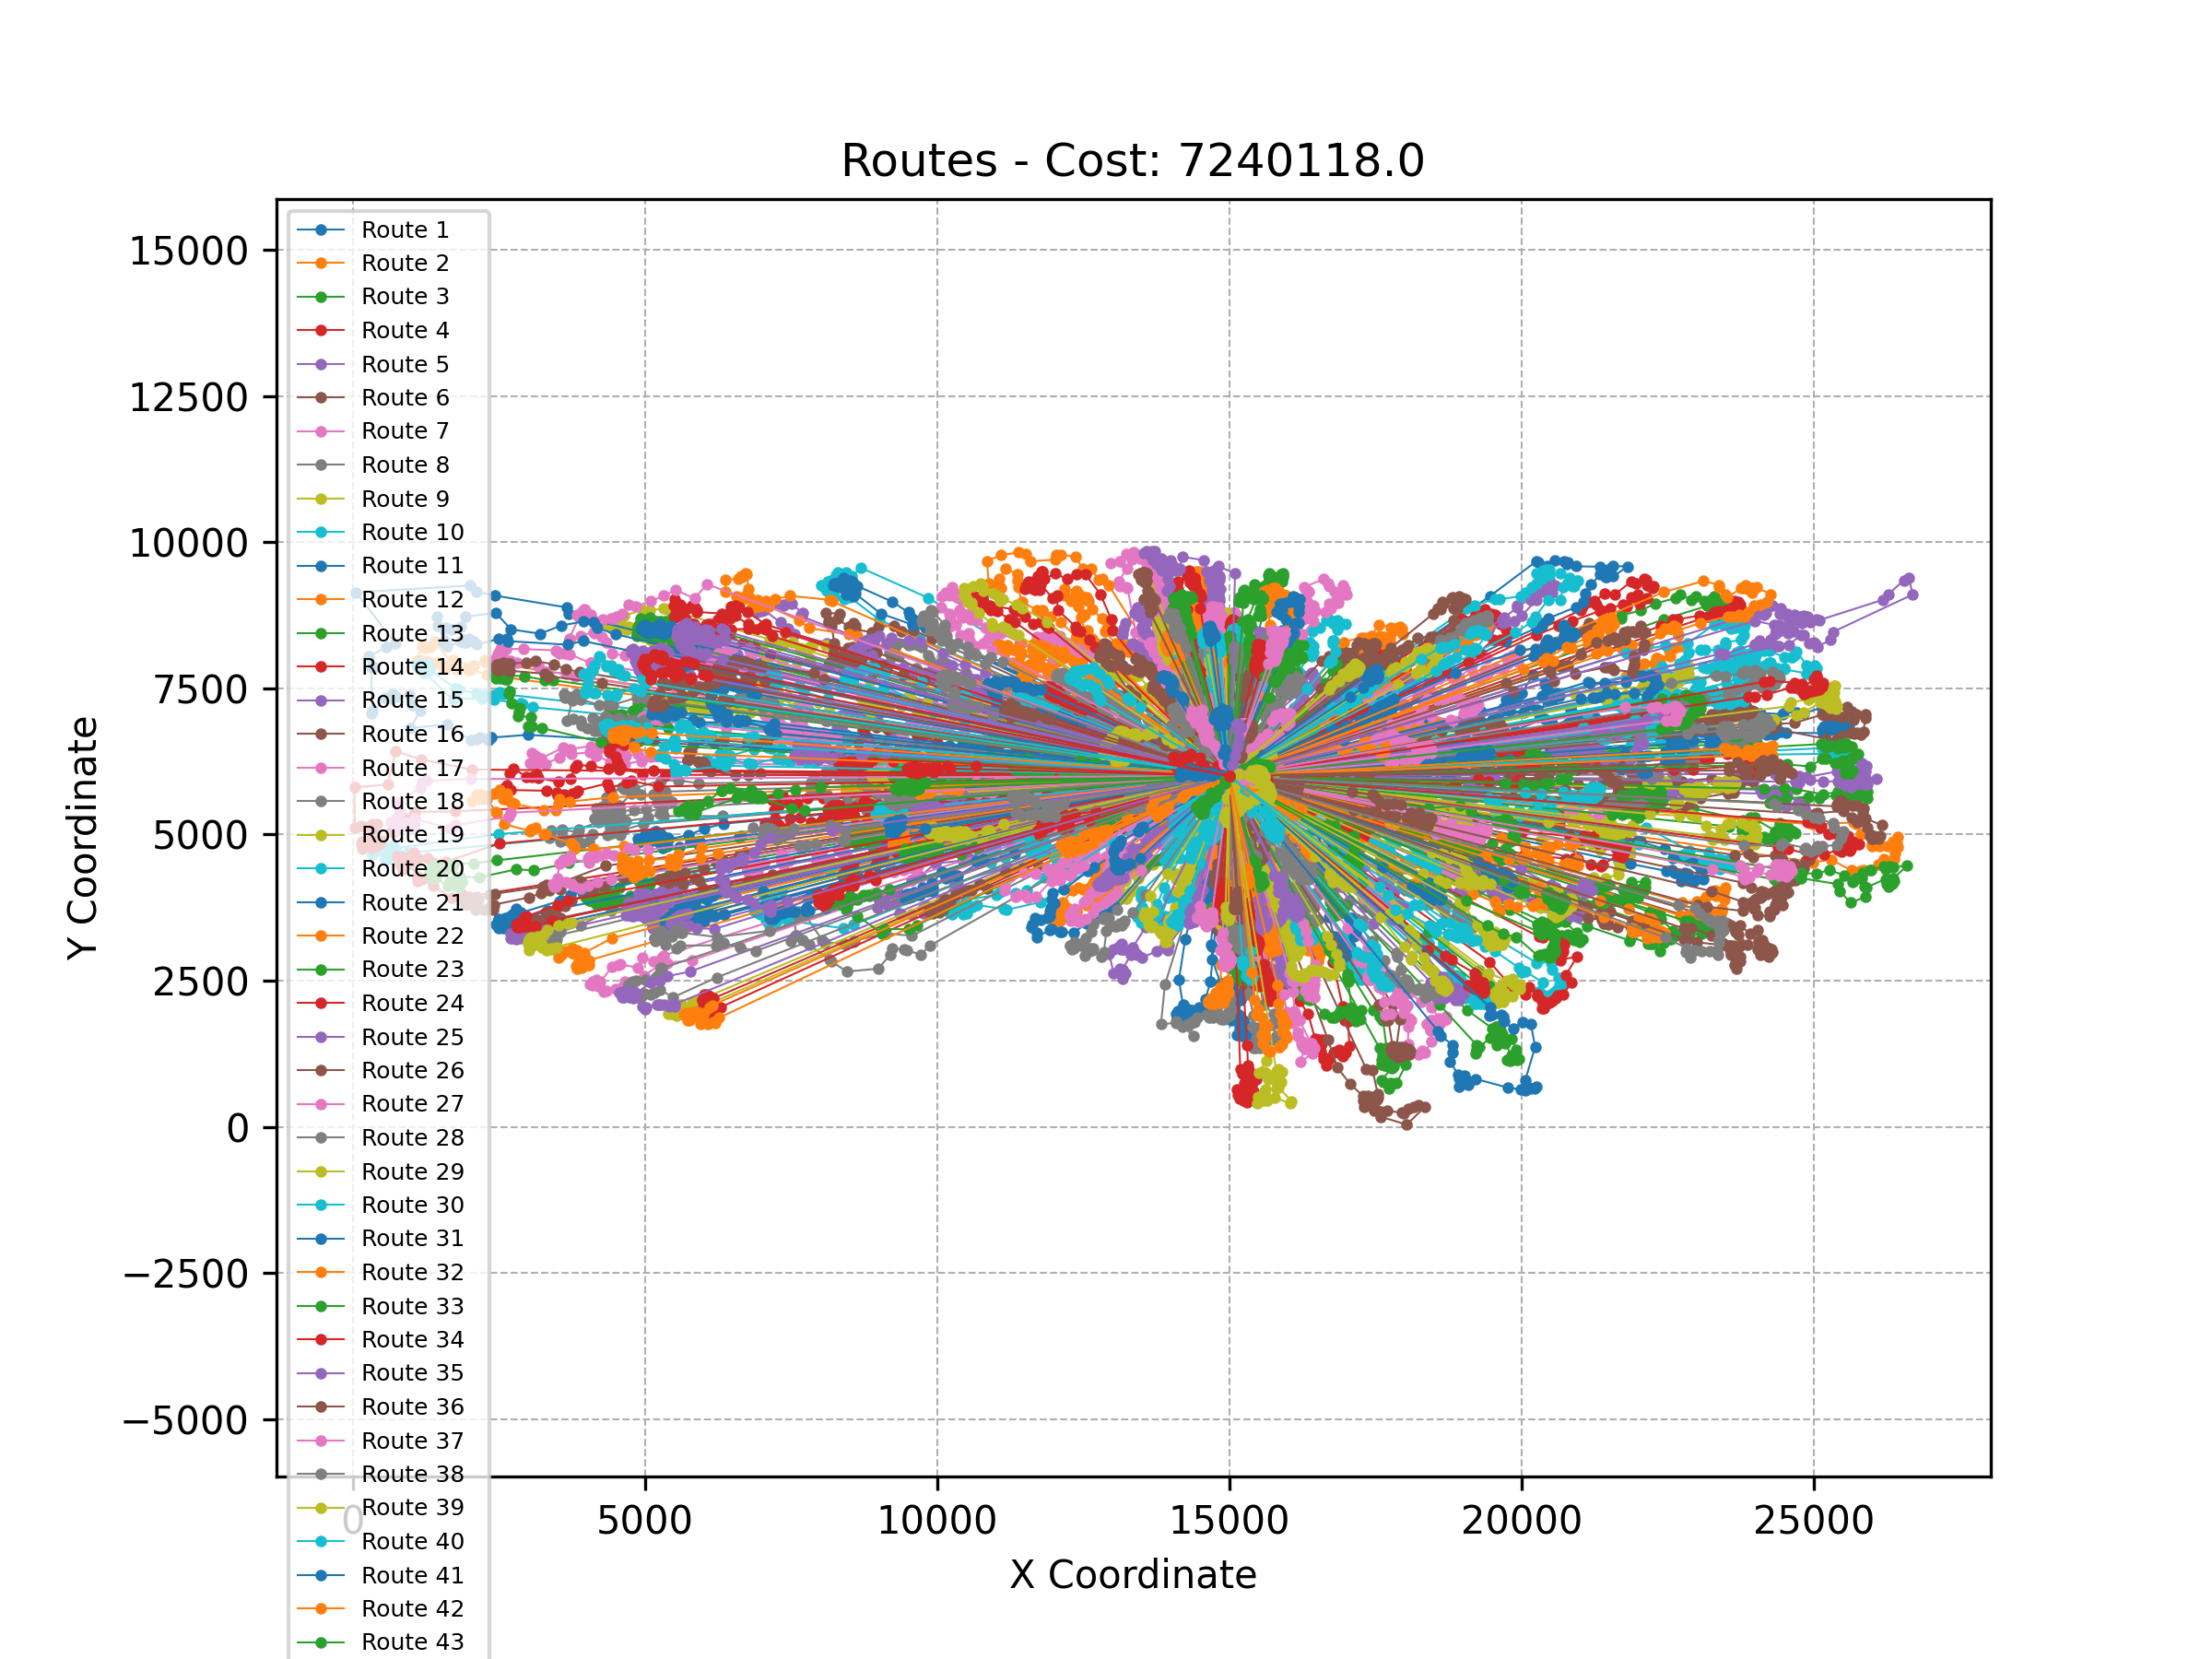 Routes - Cost: 7240118.0
15000
12500
10000
7500
5000
2500
0
−2500
−5000
Y Coordinate
Route 1
Route 2
Route 3
Route 4
Route 5
Route 6
Route 7
Route 8
Route 9
Route 10
Route 11
Route 12
Route 13
Route 14
Route 15
Route 16
Route 17
Route 18
Route 19
Route 20
Route 21
Route 22
Route 23
Route 24
Route 25
Route 26
Route 27
Route 28
Route 29
Route 30
Route 31
Route 32
Route 33
Route 34
Route 35
Route 36
Route 37
Route 38
Route 39
Route 40
Route 41
Route 42
Route 43
0 5000 10000 15000 20000 25000
X Coordinate